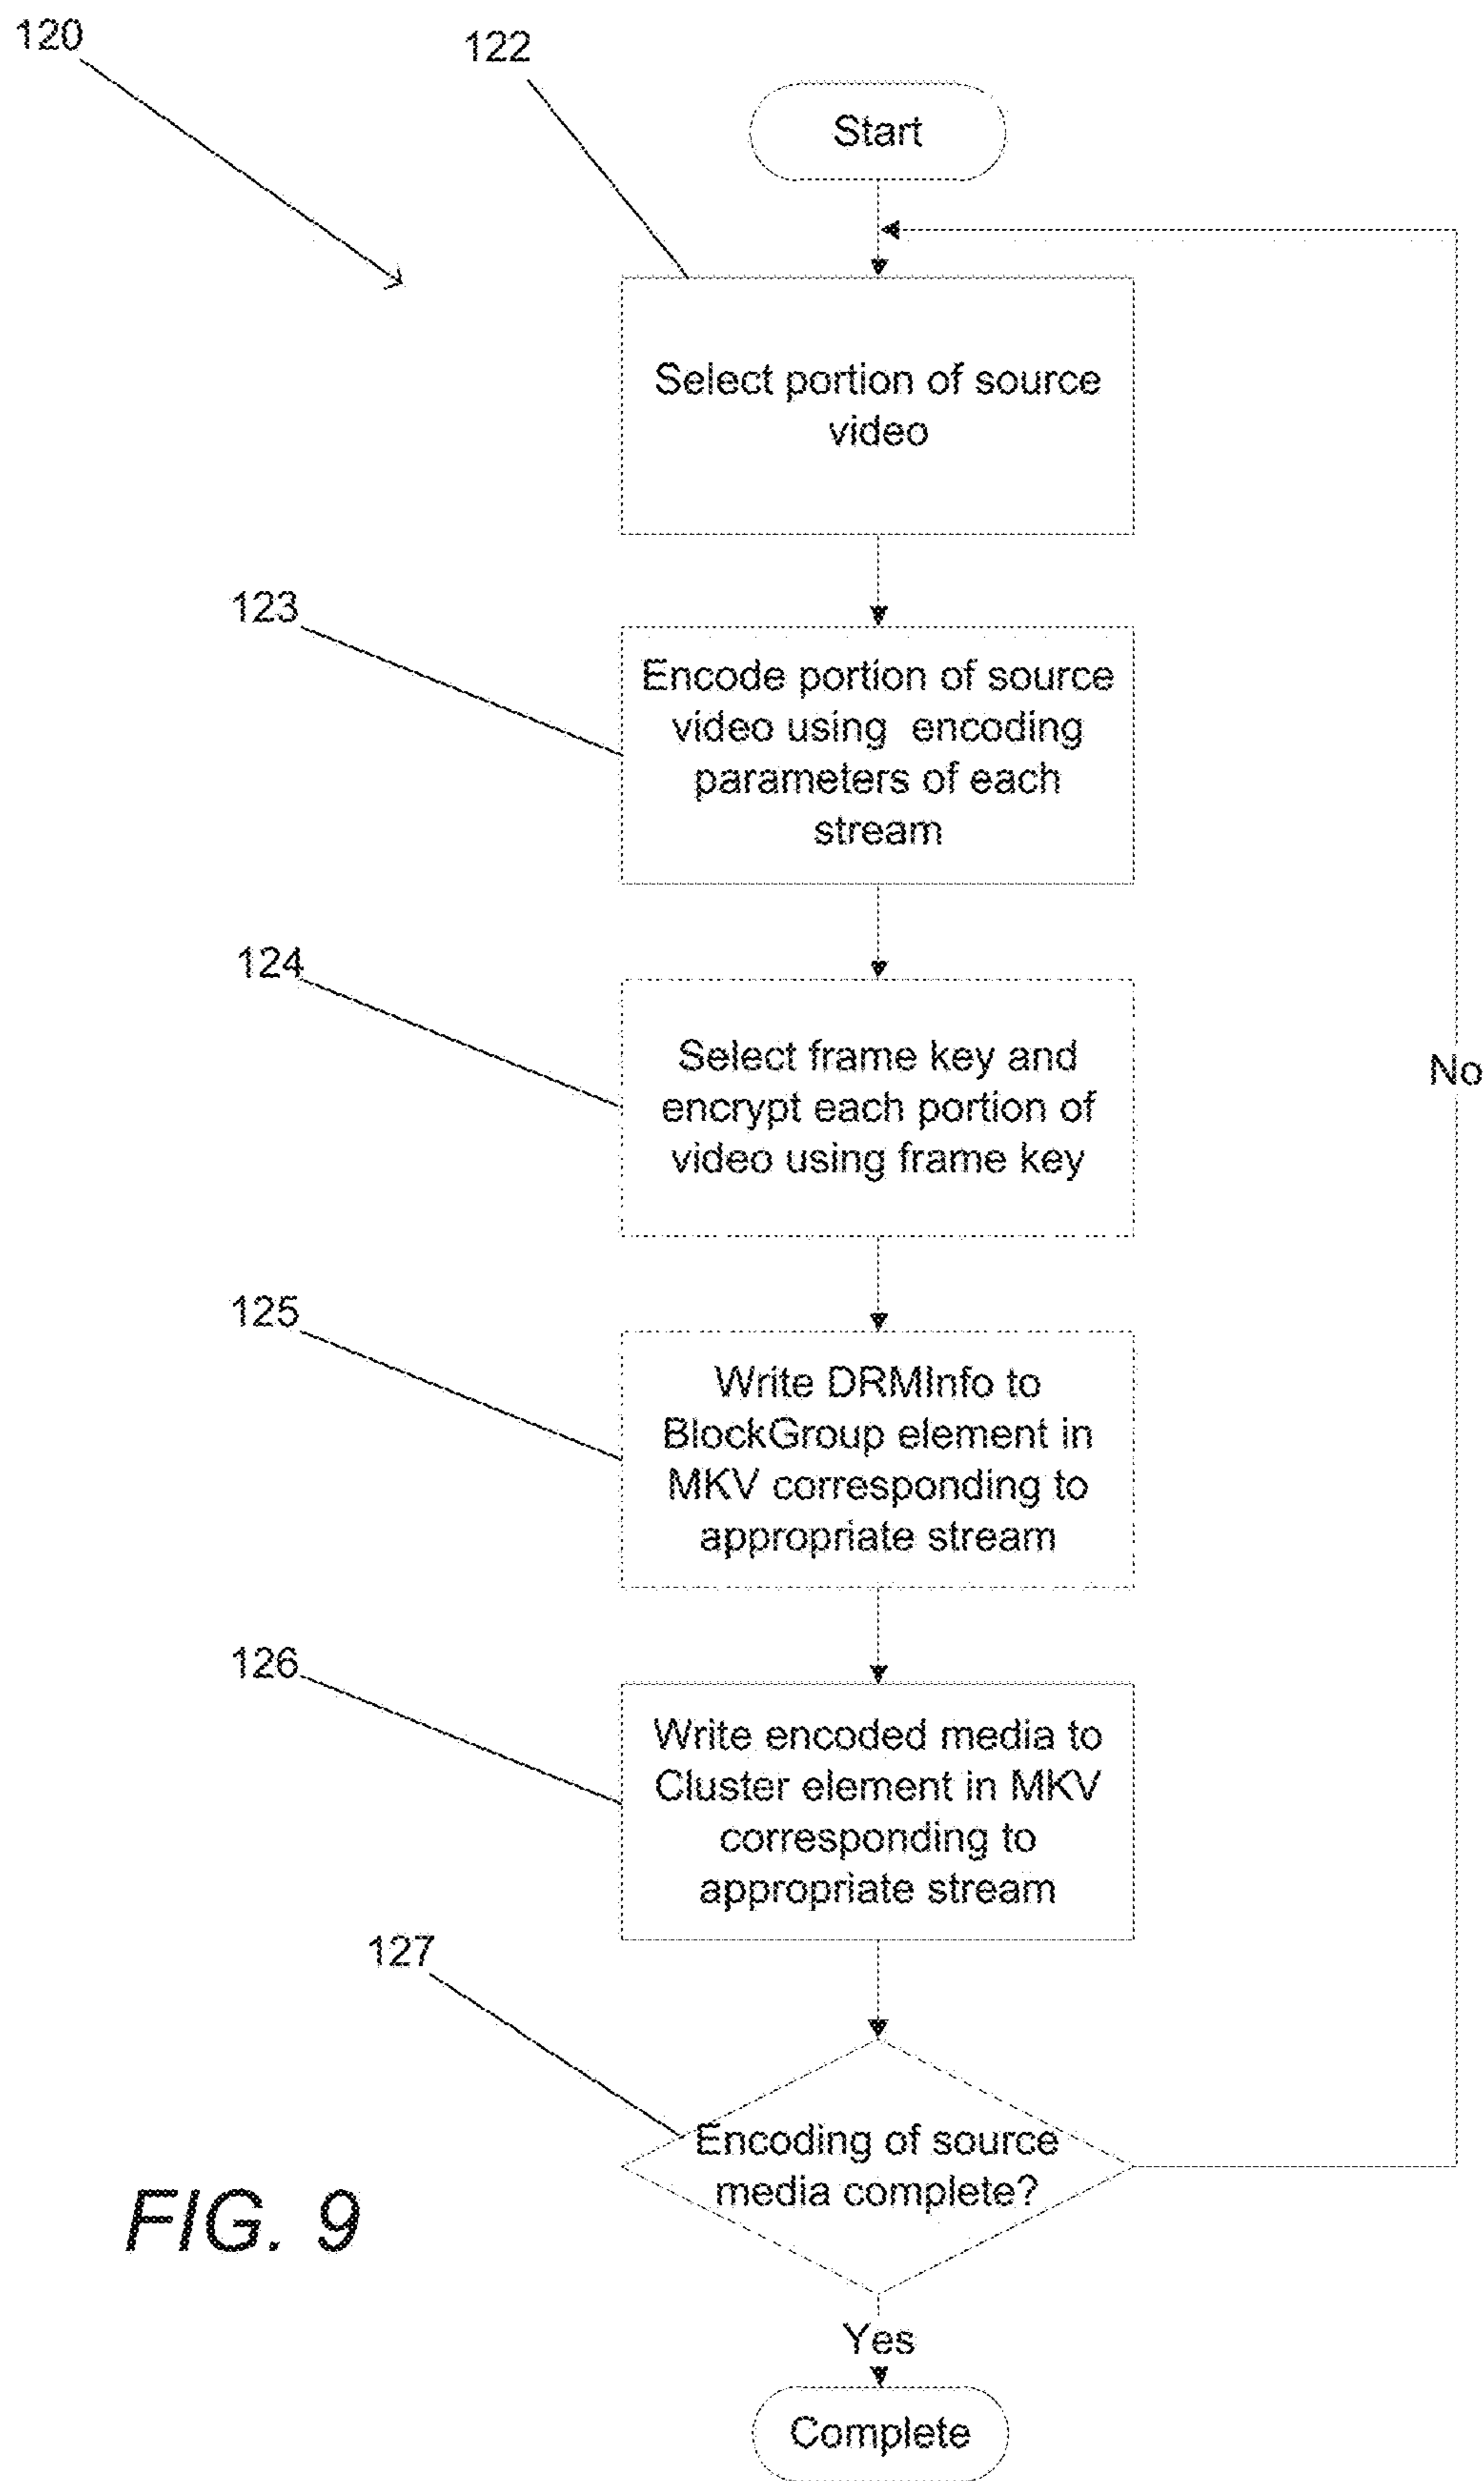 120
122
Start
Select portion of source
video
123
Encode portion of source
video using encoding
parameters of each
stream
124
Select frame key and
encrypt each portion of
video using frame key
No
125
Write DRMInfo to
BlockGroup element in
MKV corresponding to
appropriate stream
126
Write encoded media to
Cluster element in MKV
corresponding to
appropriate stream
127
Encoding of source
media complete?
FIG. 9
Yes
Complete